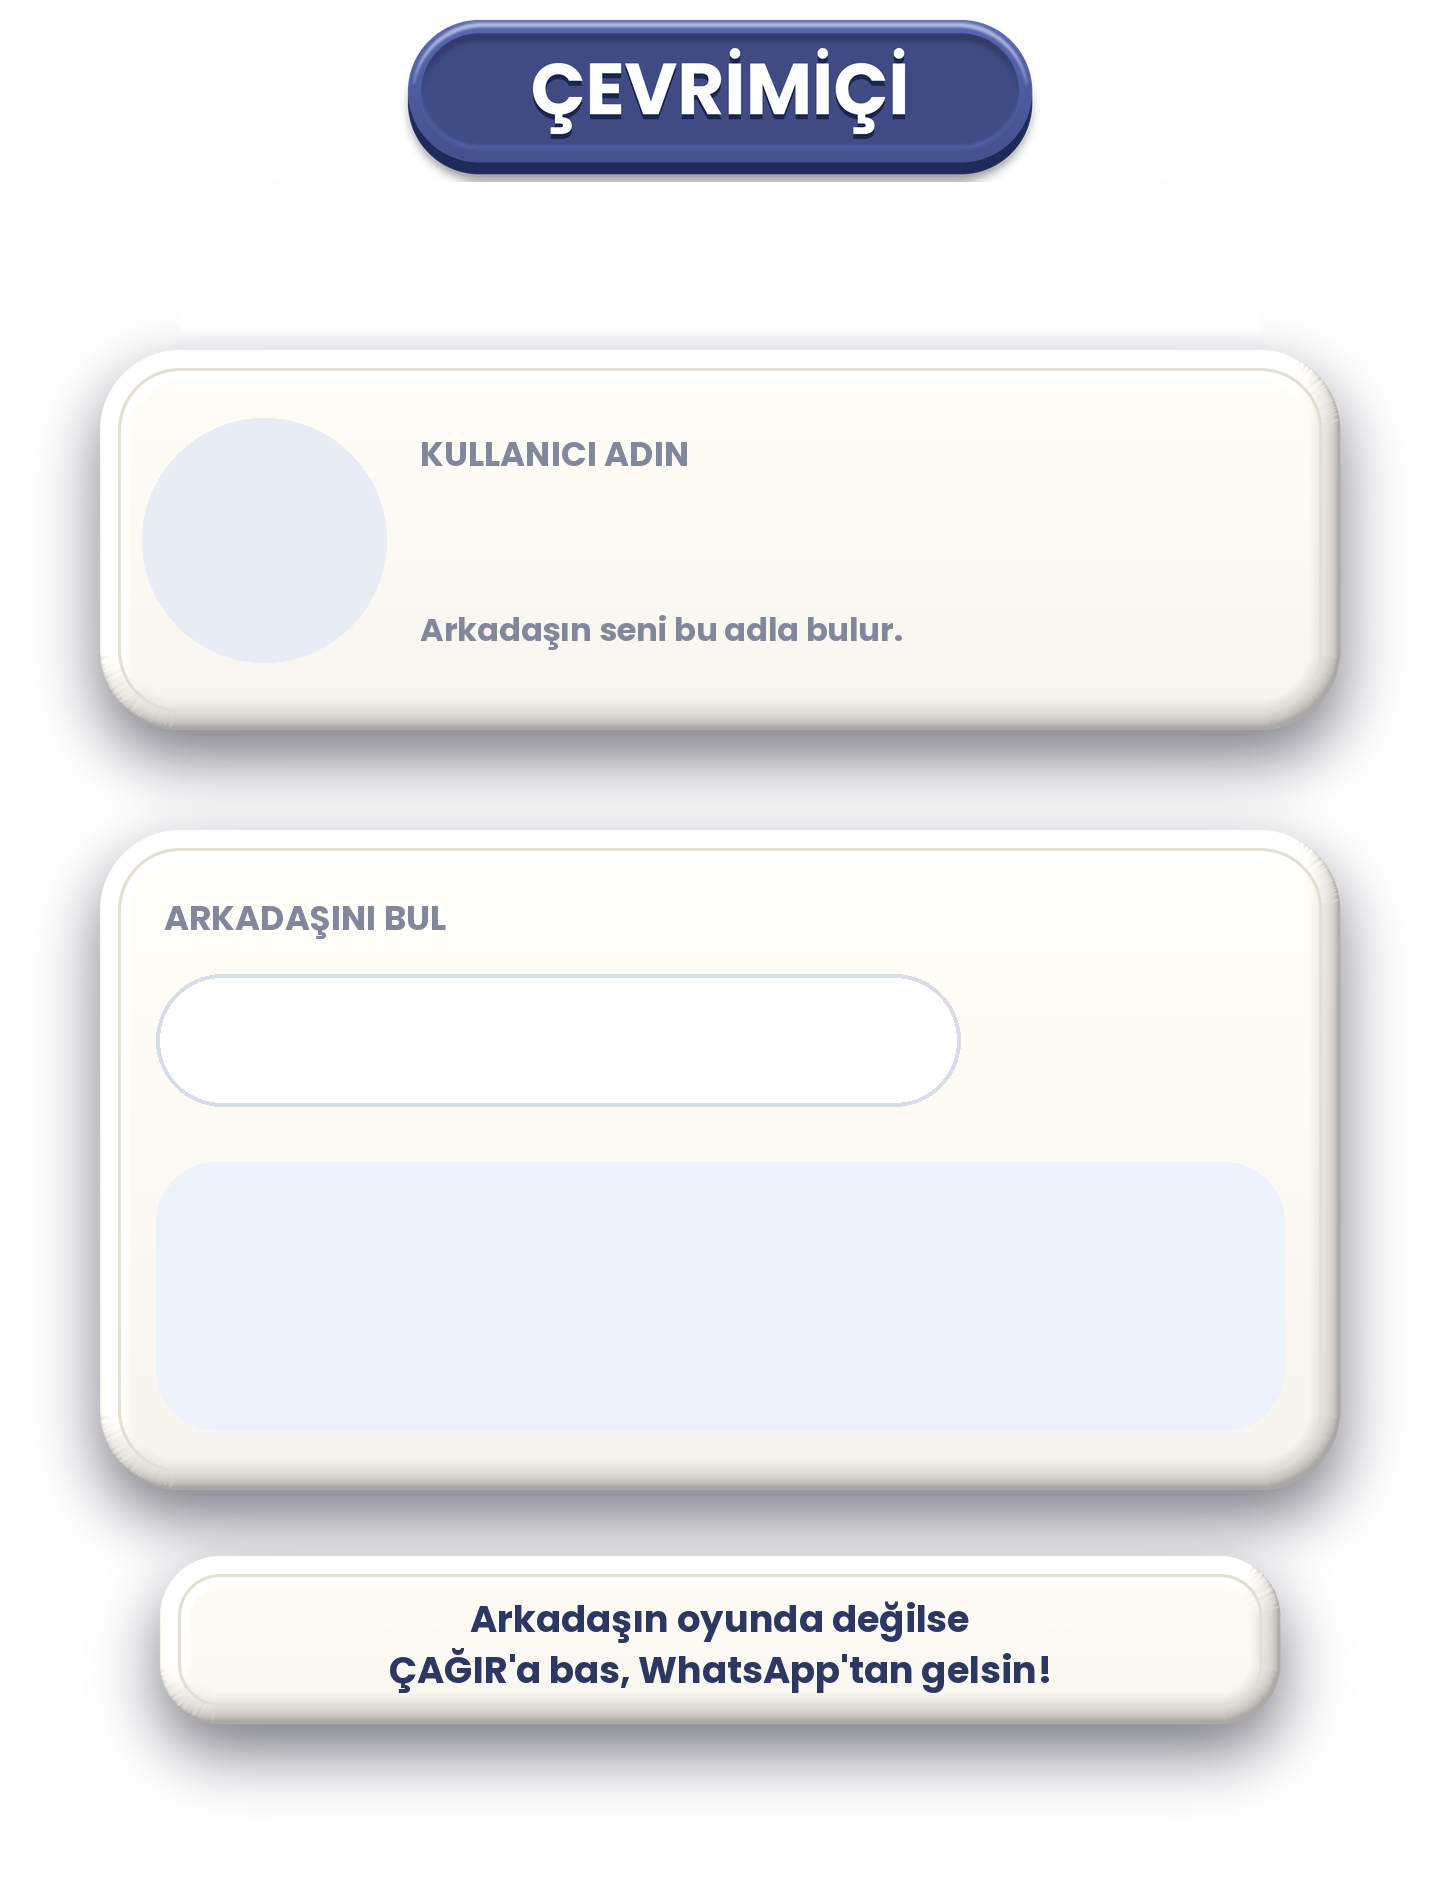 ÇEVRİMİÇİ
KULLANICI ADIN
Arkadaşın seni bu adla bulur.
ARKADAŞINI BUL
Arkadaşın oyunda değilse
ÇAĞIR'a bas, WhatsApp'tan gelsin!